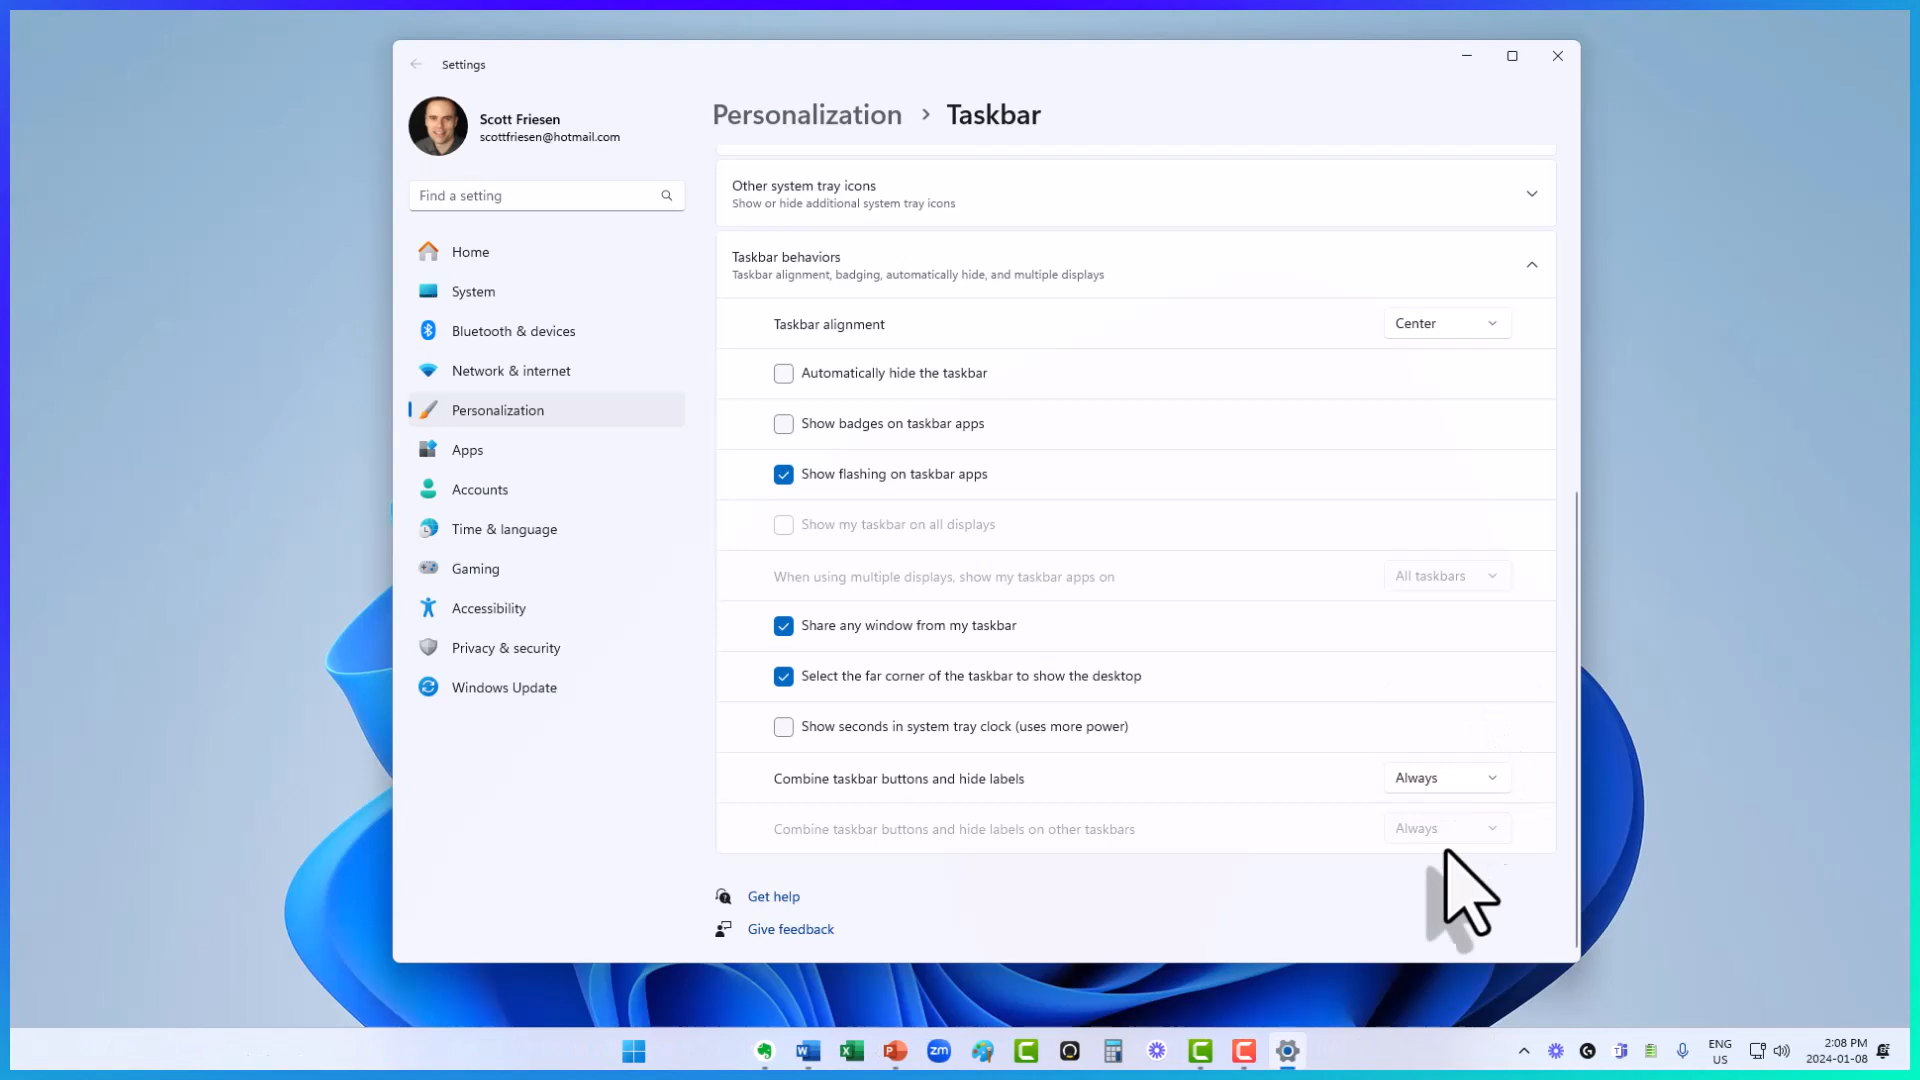 Settings
Scott Friesen
scottfriesen@hotmail.com
Find a setting
Home
System
Bluetooth & devices
Network & internet
Personalization
Apps
Accounts
Time & language
Gaming
Accessibility
Privacy & security
Windows Update
Personalization > Taskbar
Other system tray icons
Show or hide additional system tray icons
Taskbar behaviors
Taskbar alignment, badging, automatically hide, and multiple displays
Taskbar alignment Center
Automatically hide the taskbar
Show badges on taskbar apps
Show flashing on taskbar apps
Show my taskbar on all displays
When using multiple displays, show my taskbar apps on All taskbars
Share any window from my taskbar
Select the far corner of the taskbar to show the desktop
Show seconds in system tray clock (uses more power)
Combine taskbar buttons and hide labels Always
Combine taskbar buttons and hide labels on other taskbars Always
Get help
Give feedback
zm
ENG
US
2:08 PM
2024-01-08